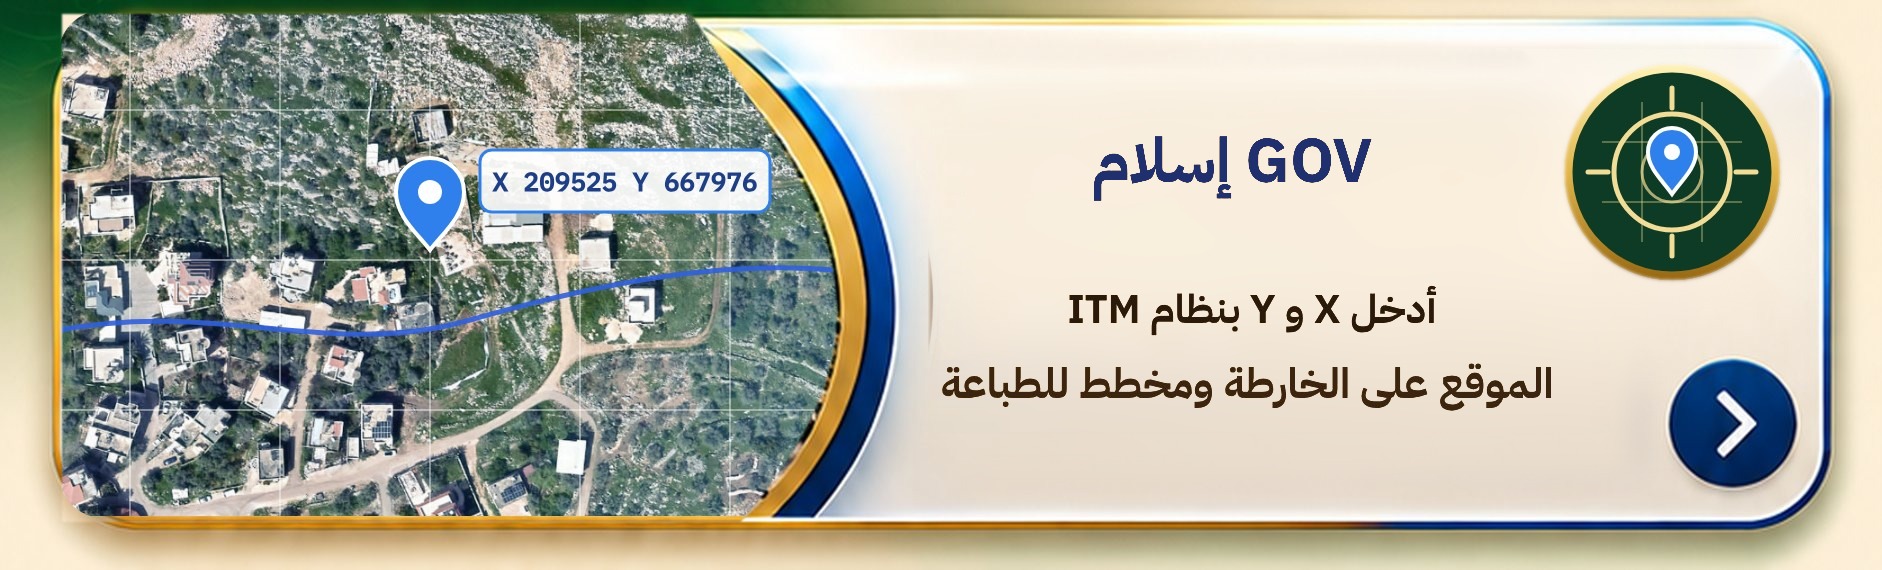 X 209525 Y 667976
GOV إسلام
أدخل X و Y بنظام ITM
الموقع على الخارطة ومخطط للطباعة